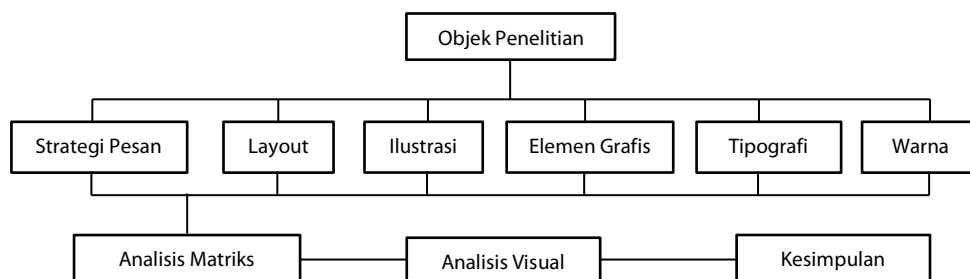 Objek Penelitian
Strategi Pesan
Layout
Ilustrasi
Elemen Grafis
Tipografi
Warna
Analisis Matriks
Analisis Visual
Kesimpulan